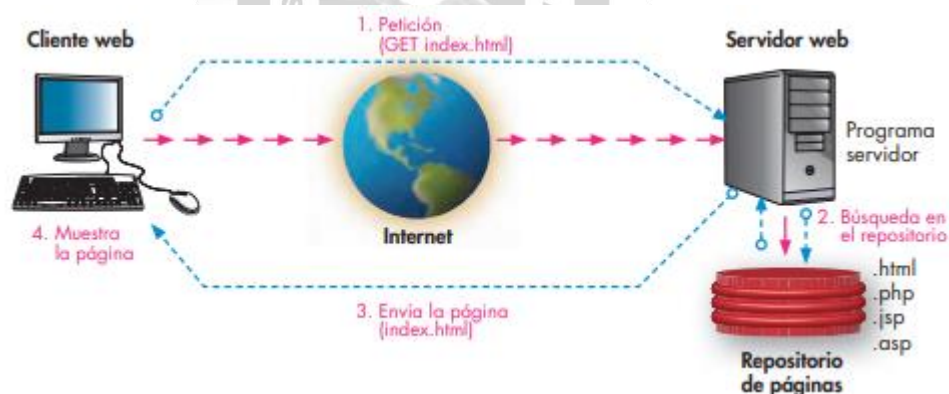 1. Petición
(GET index.html)
Cliente web
Servidor web
Programa
servidor
Internet
4. Muestra
la página
2. Búsqueda en
el repositorio
3. Envía la página
(index.html)
.html
.php
.jsp
.asp
Repositorio
de páginas